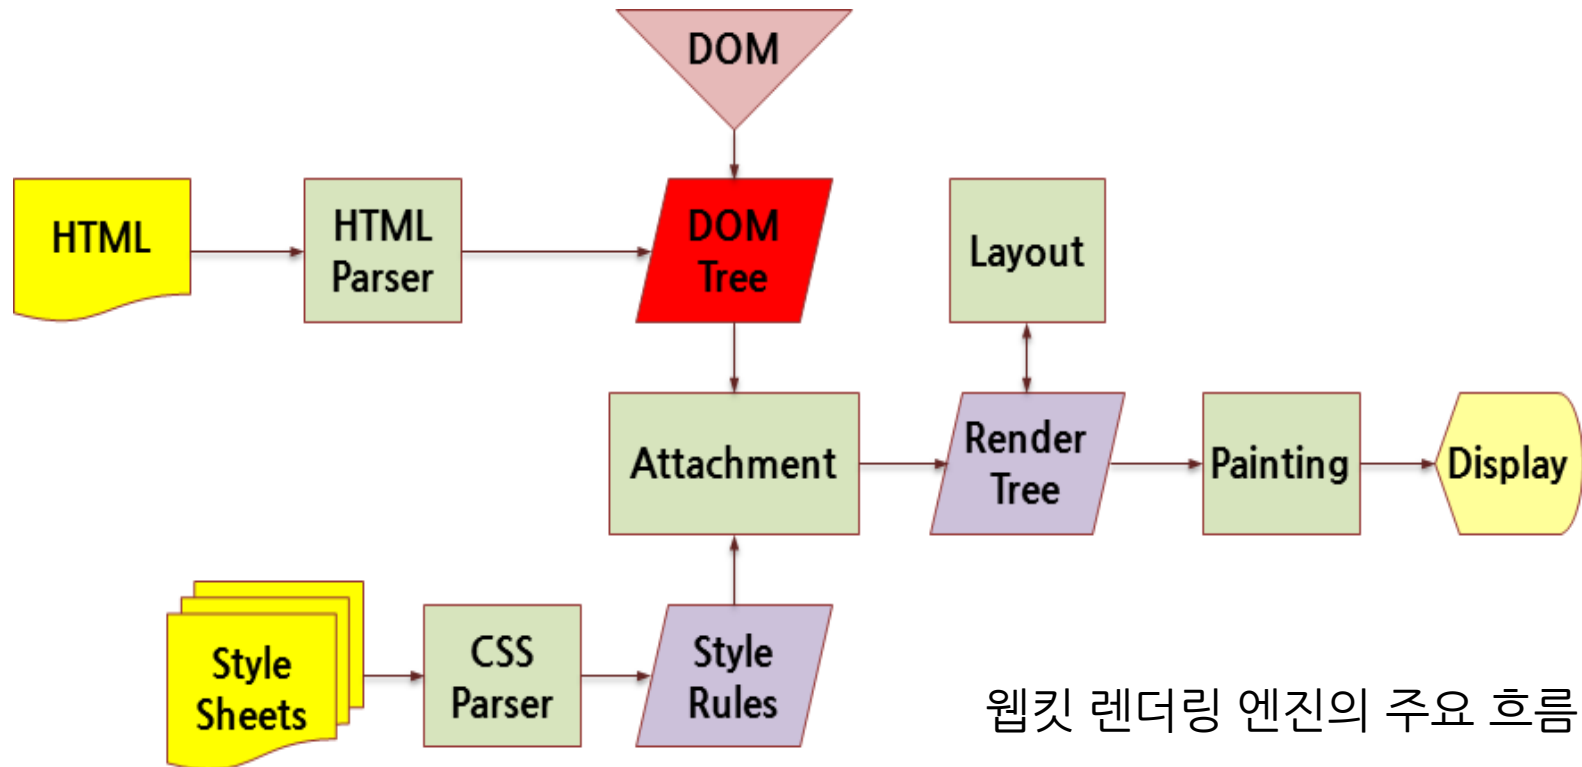 DOM
HTML
HTML
Parser
DOM
Tree
Layout
Attachment
Render
Tree
Painting
Display
Style
Sheets
CSS
Parser
Style
Rules
웹킷 렌더링 엔진의 주요 흐름